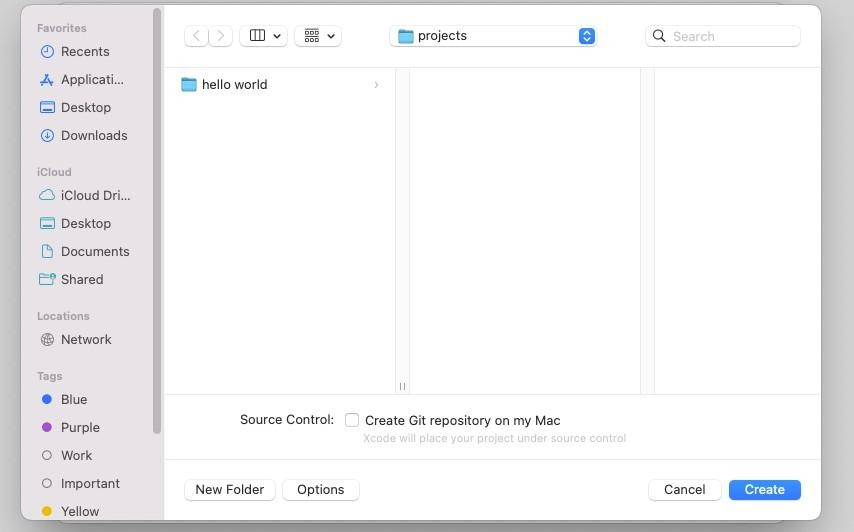 Favorites
Recents
Applicati...
Desktop
Downloads
iCloud
iCloud Dri...
Desktop
Documents
Shared
Locations
Network
Tags
Blue
Purple
Work
Important
Yellow
projects
Search
hello world
Source Control:
Create Git repository on my Mac
Xcode will place your project under source control
New Folder
Options
Cancel
Create